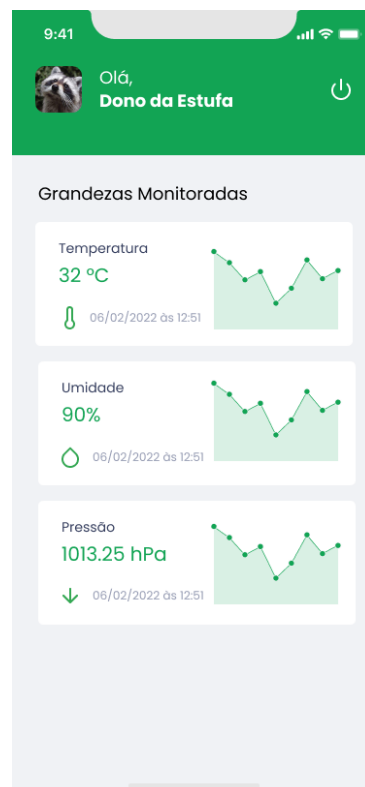 9:41
Olá,
Dono da Estufa
Grandezas Monitoradas
Temperatura
32 ºC
06/02/2022 às 12:51
Umidade
90%
06/02/2022 às 12:51
Pressão
1013.25 hPa
06/02/2022 às 12:51